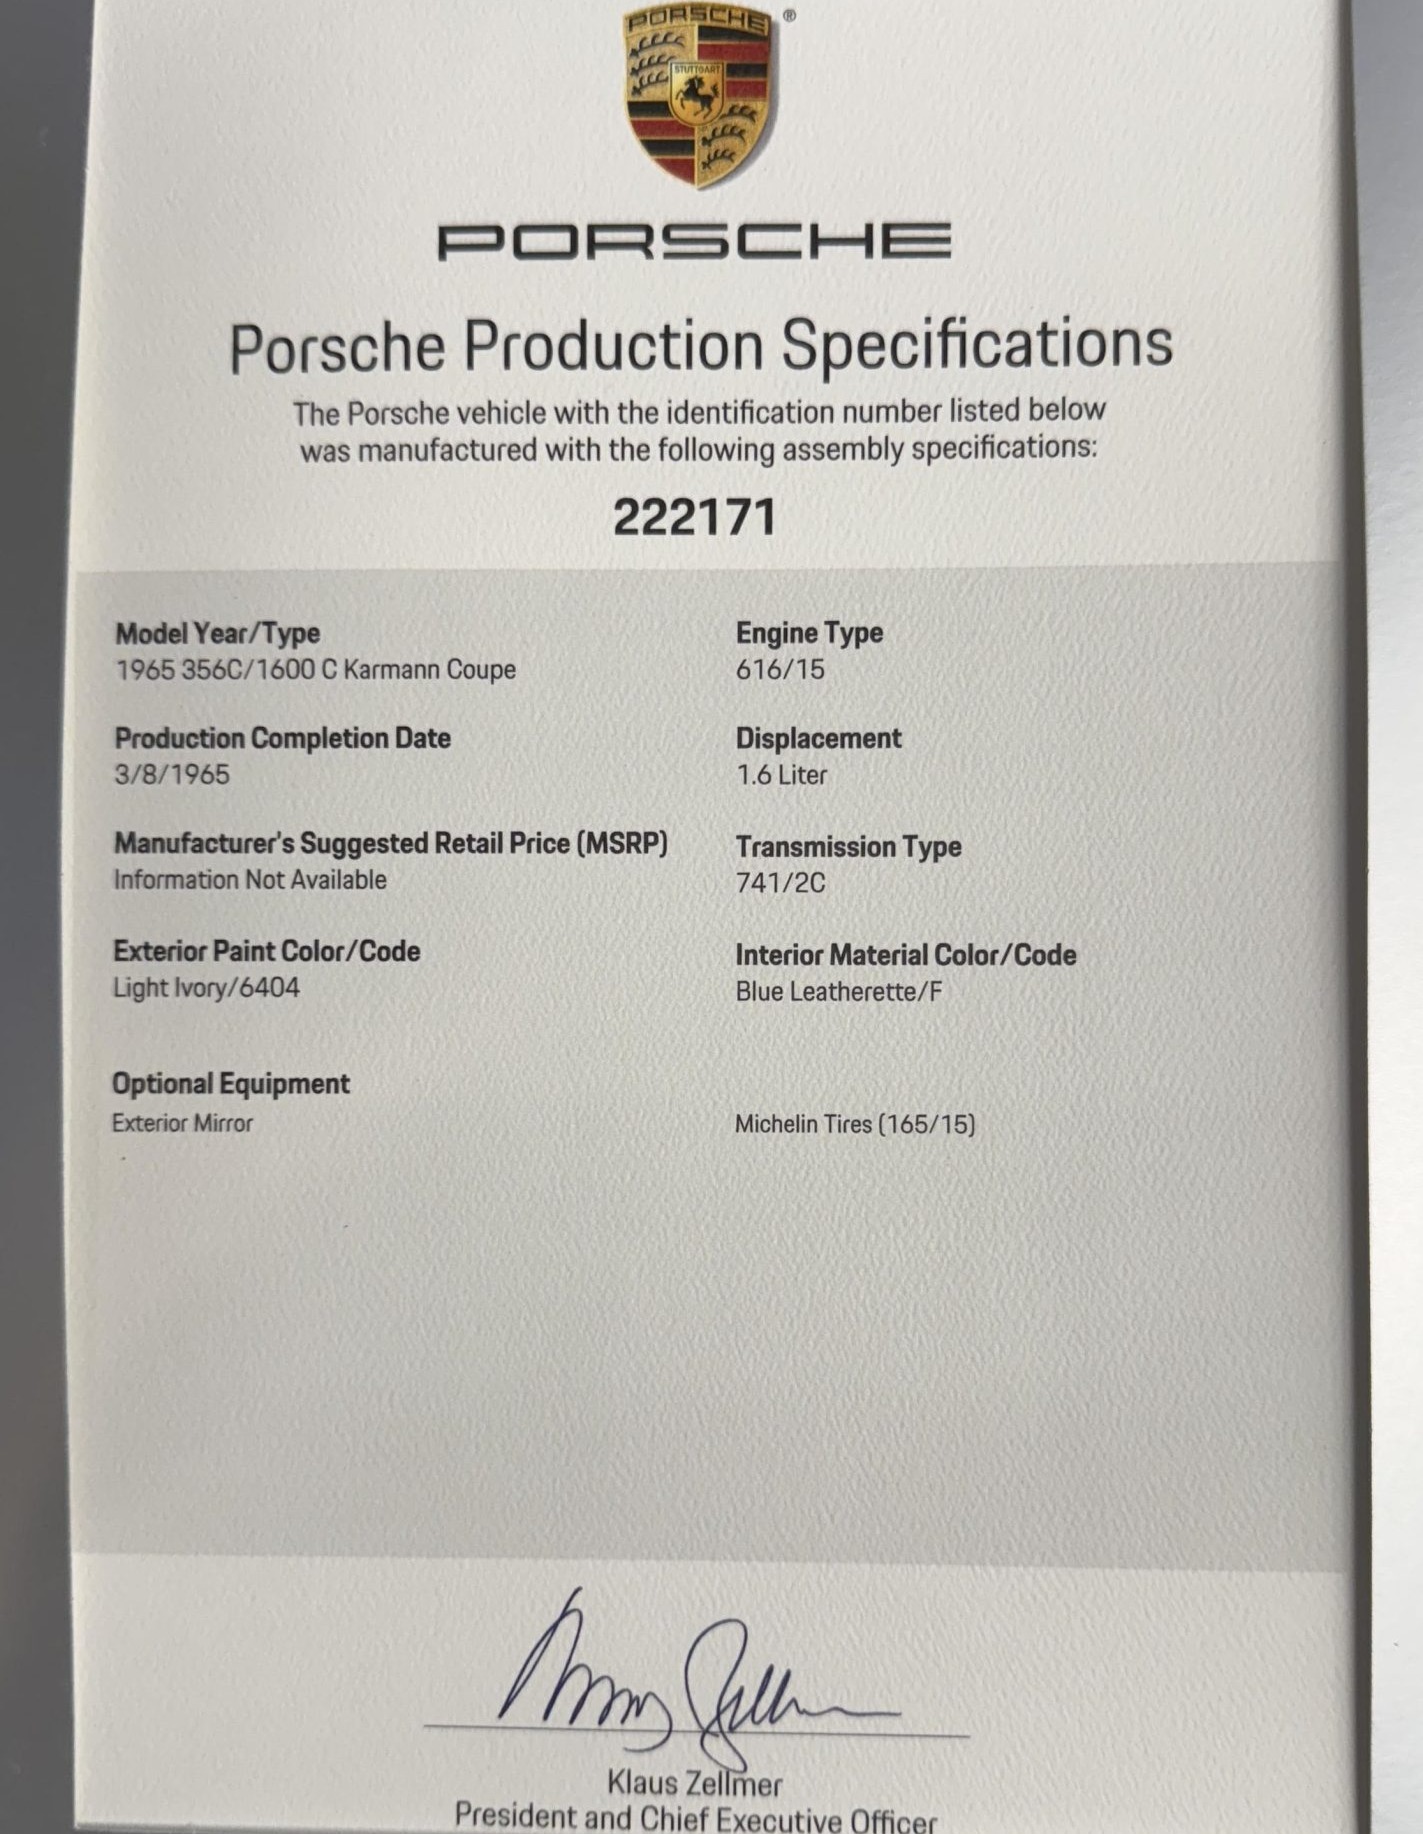 PORSCHE ®
STUTTGART
PORSCHE
Porsche Production Specifications
The Porsche vehicle with the identification number listed below
was manufactured with the following assembly specifications:
222171
Model Year/Type
1965 356C/1600 C Karmann Coupe
Engine Type
616/15
Production Completion Date
3/8/1965
Displacement
1.6 Liter
Manufacturer's Suggested Retail Price (MSRP)
Information Not Available
Transmission Type
741/2C
Exterior Paint Color/Code
Light Ivory/6404
Interior Material Color/Code
Blue Leatherette/F
Optional Equipment
Exterior Mirror
Michelin Tires (165/15)
Klaus Zellmer
President and Chief Executive Officer